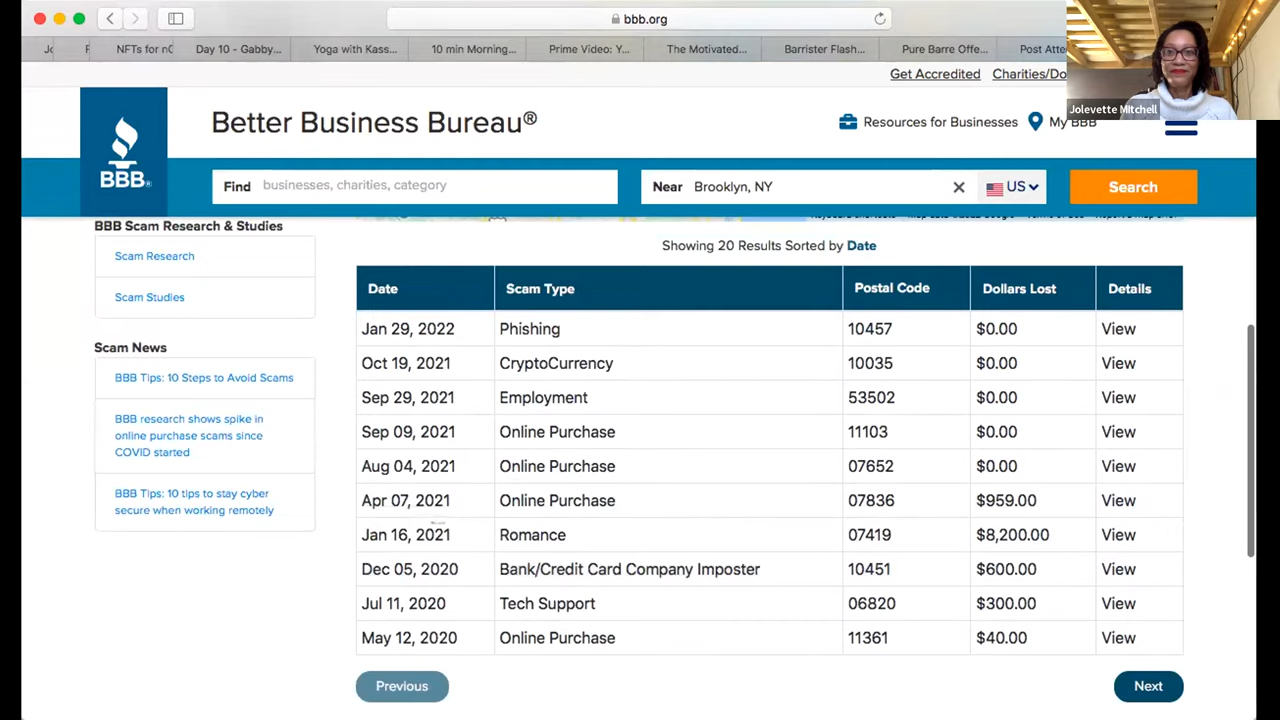 bbb.org
NFTs for n
Day 10 - Gabby...
Yoga with Kas...
10 min Morning...
Prime Video: Y...
The Motivated...
Barrister Flash...
Pure Barre Offe...
Post Atte
Get Accredited
Charities/Do
Jolevette Mitchell
Better Business Bureau®
Resources for Businesses
My BBB
BBB®
Find businesses, charities, category
Near Brooklyn, NY
US
Search
BBB Scam Research & Studies
Scam Research
Scam Studies
Scam News
BBB Tips: 10 Steps to Avoid Scams
BBB research shows spike in
online purchase scams since
COVID started
BBB Tips: 10 tips to stay cyber
secure when working remotely
Showing 20 Results Sorted by Date
Date Scam Type Postal Code Dollars Lost Details
Jan 29, 2022 Phishing 10457 $0.00 View
Oct 19, 2021 CryptoCurrency 10035 $0.00 View
Sep 29, 2021 Employment 53502 $0.00 View
Sep 09, 2021 Online Purchase 11103 $0.00 View
Aug 04, 2021 Online Purchase 07652 $0.00 View
Apr 07, 2021 Online Purchase 07836 $959.00 View
Jan 16, 2021 Romance 07419 $8,200.00 View
Dec 05, 2020 Bank/Credit Card Company Imposter 10451 $600.00 View
Jul 11, 2020 Tech Support 06820 $300.00 View
May 12, 2020 Online Purchase 11361 $40.00 View
Previous
Next